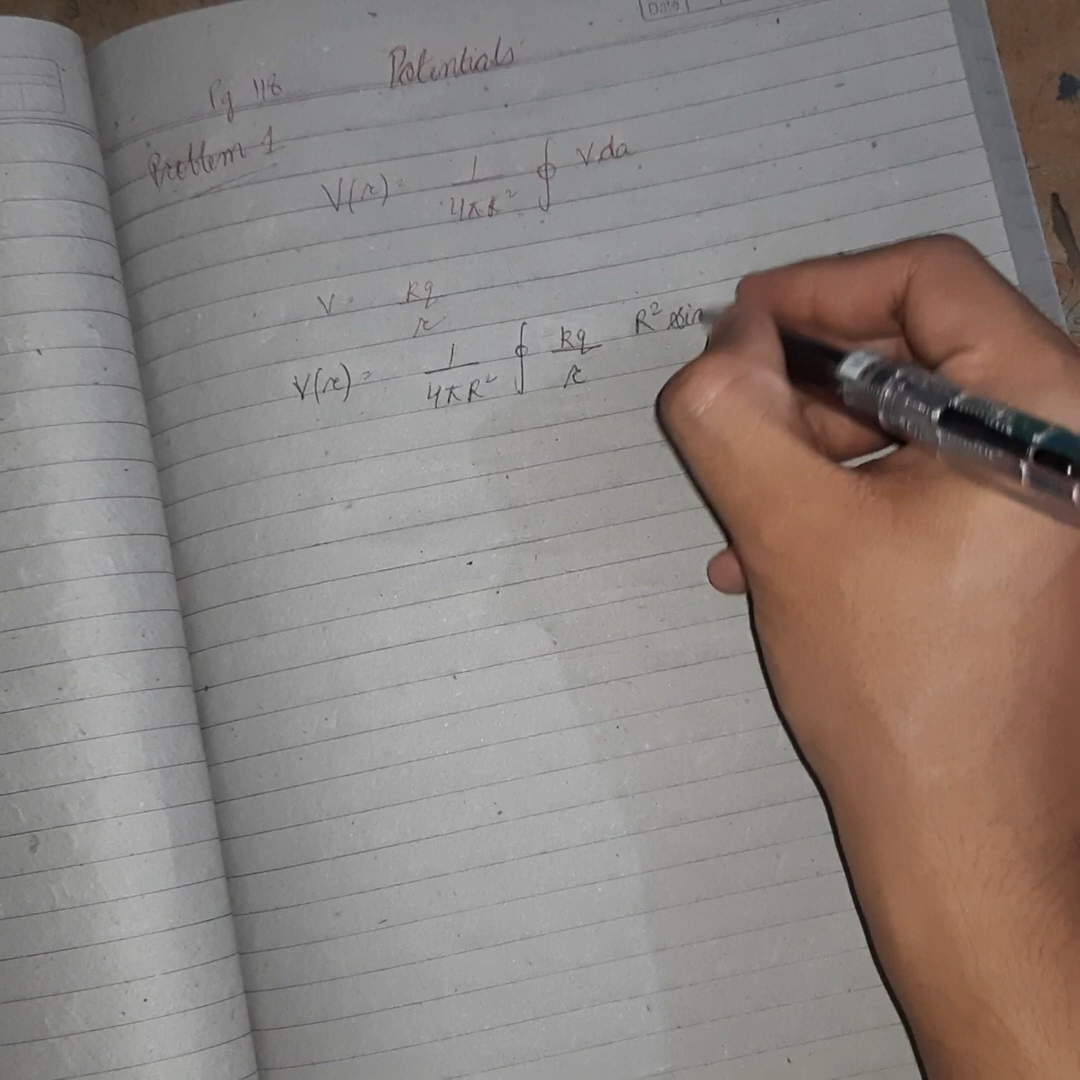 Date
Potentials
Pg 118
Problem 1
V(r) = 1/4πR² ∮ V.da
V = kq/r
V(r) = 1/4πR² ∮ kq/r R² sin